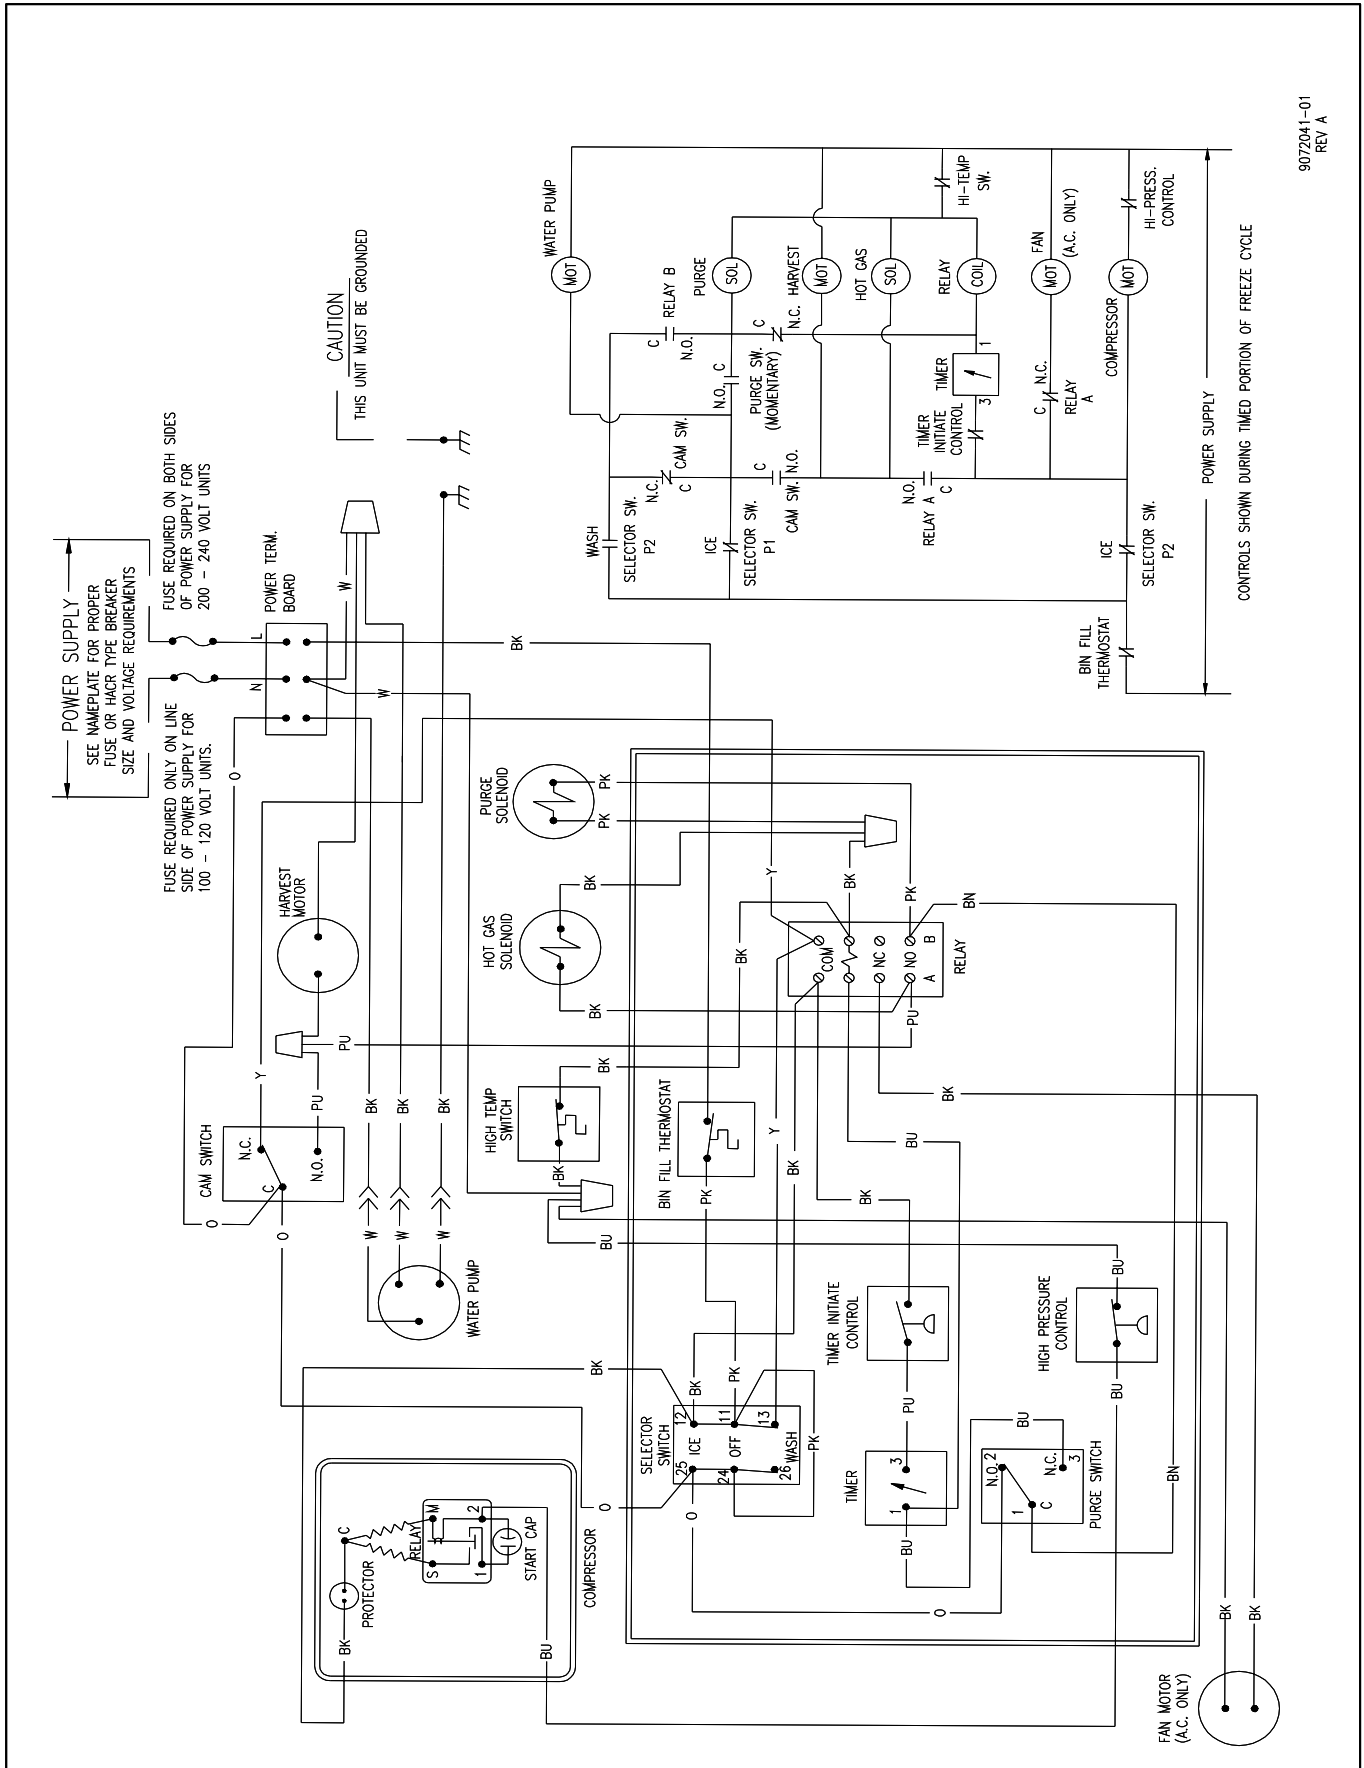 9072041-01
REV A
POWER SUPPLY
SEE NAMEPLATE FOR PROPER
FUSE OR HACR TYPE BREAKER
SIZE AND VOLTAGE REQUIREMENTS
FUSE REQUIRED ON BOTH SIDES
OF POWER SUPPLY FOR
200 - 240 VOLT UNITS
FUSE REQUIRED ONLY ON LINE
SIDE OF POWER SUPPLY FOR
100 - 120 VOLT UNITS.
POWER TERM.
BOARD
L
N
CAUTION
THIS UNIT MUST BE GROUNDED
W
W
BK
O
HARVEST
MOTOR
PU
PU
Y
CAM SWITCH
N.C.
N.O.
C
O
O
BK
BK
BK
W
W
W
WATER PUMP
PURGE
SOLENOID
PK
PK
HOT GAS
SOLENOID
BK
BK
HIGH TEMP
SWITCH
BK
BK
BK
BU
BIN FILL THERMOSTAT
PK
Y
BK
PK
BN
COM
NC
NO
A
B
RELAY
PU
BK
Y
BK
BU
BK
TIMER INITIATE
CONTROL
PU
HIGH PRESSURE
CONTROL
BU
BU
SELECTOR
SWITCH
12
11
13
ICE
OFF
WASH
25
24
26
BK
BK
PK
PK
O
O
O
TIMER
3
1
BU
BU
PURGE SWITCH
N.O.
2
N.C.
3
1
C
BN
PROTECTOR
C
RELAY
M
S
2
1
START CAP
COMPRESSOR
BK
BU
FAN MOTOR
(A.C. ONLY)
BK
BK
WATER PUMP
MOT
RELAY B
C
N.O.
PURGE
SOL
N.O.
C
PURGE SW.
(MOMENTARY)
C
N.C.
HARVEST
MOT
HOT GAS
SOL
RELAY
COIL
HI-TEMP
SW.
FAN
(A.C. ONLY)
MOT
COMPRESSOR
MOT
HI-PRESS.
CONTROL
WASH
SELECTOR SW.
P2
N.C.
C
CAM SW.
ICE
SELECTOR SW.
P1
C
N.O.
CAM SW.
N.O.
C
RELAY A
TIMER
INITIATE
CONTROL
TIMER
3
1
C
N.C.
RELAY
A
ICE
SELECTOR SW.
P2
BIN FILL
THERMOSTAT
POWER SUPPLY
CONTROLS SHOWN DURING TIMED PORTION OF FREEZE CYCLE